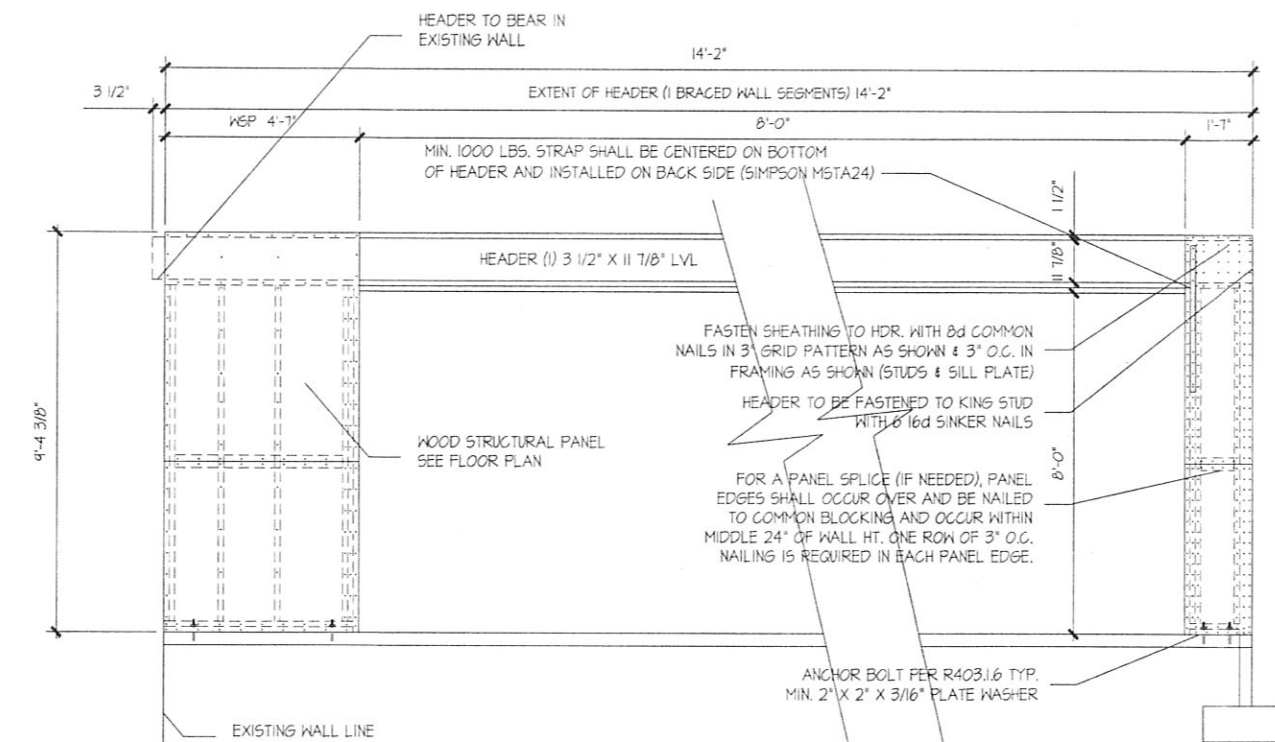 HEADER TO BEAR IN
EXISTING WALL
14'-2"
3 1/2"
EXTENT OF HEADER (1 BRACED WALL SEGMENTS) 14'-2"
WSP 4'-7"
8'-0"
1'-7"
MIN. 1000 LBS. STRAP SHALL BE CENTERED ON BOTTOM
OF HEADER AND INSTALLED ON BACK SIDE (SIMPSON MSTA24)
1 1/2"
HEADER (1) 3 1/2" X 11 7/8" LVL
11 7/8"
FASTEN SHEATHING TO HDR. WITH 8d COMMON
NAILS IN 3" GRID PATTERN AS SHOWN & 3" O.C. IN
FRAMING AS SHOWN (STUDS & SILL PLATE)
HEADER TO BE FASTENED TO KING STUD
WITH 6 16d SINKER NAILS
9'-4 3/8"
WOOD STRUCTURAL PANEL
SEE FLOOR PLAN
8'-0"
FOR A PANEL SPLICE (IF NEEDED), PANEL
EDGES SHALL OCCUR OVER AND BE NAILED
TO COMMON BLOCKING AND OCCUR WITHIN
MIDDLE 24" OF WALL HT. ONE ROW OF 3" O.C.
NAILING IS REQUIRED IN EACH PANEL EDGE.
ANCHOR BOLT PER R403.1.6 TYP.
MIN. 2" X 2" X 3/16" PLATE WASHER
EXISTING WALL LINE